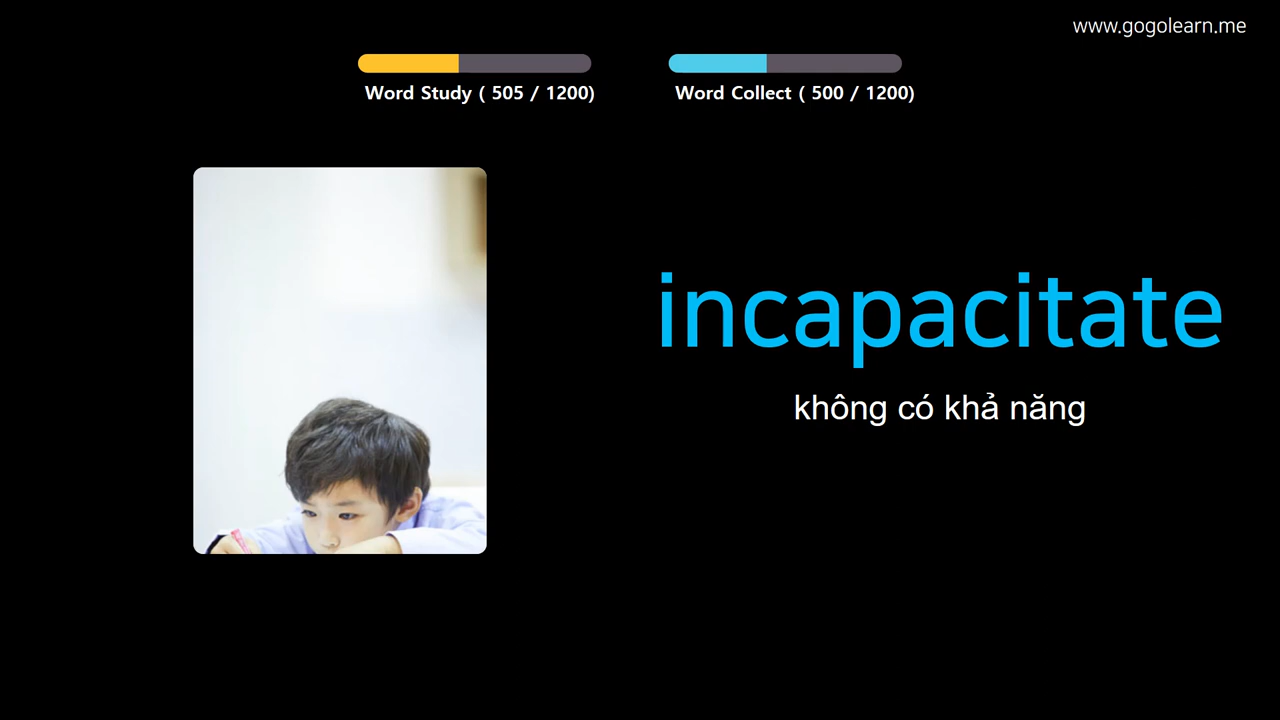 www.gogolearn.me
Word Study ( 505 / 1200)
Word Collect ( 500 / 1200)
incapacitate
không có khả năng